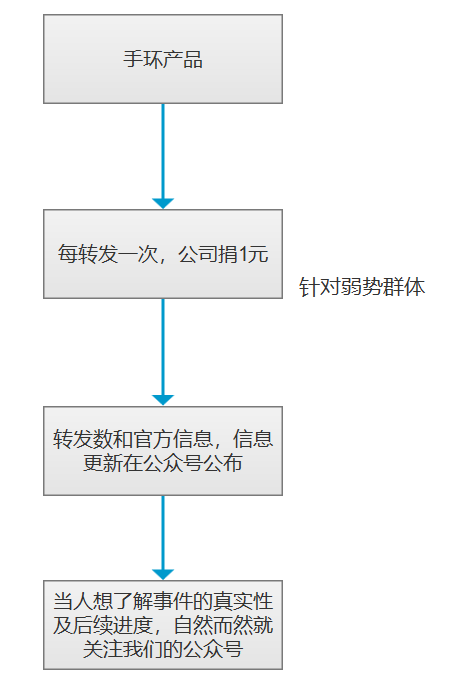 手环产品
每转发一次，公司捐1元
针对弱势群体
转发数和官方信息，信息
更新在公众号公布
当人想了解事件的真实性
及后续进度，自然而然就
关注我们的公众号